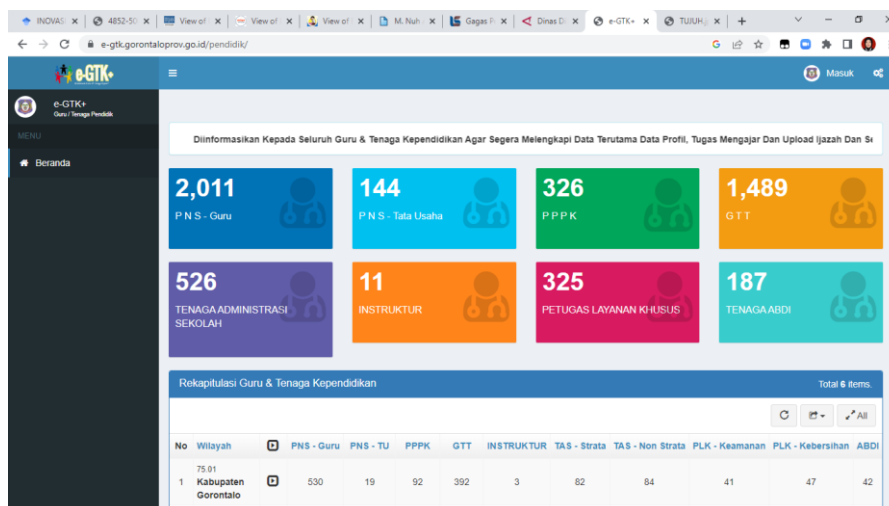 INOVAS
4852-50
View of
View of
View of
M. Nuh
Gagas
Dinas D
e-GTK+
TUJUH
e-gtk.gorontaloprov.go.id/pendidik/
e-GTK+
Masuk
e-GTK+
Guru / Tenaga Pendidik
MENU
Beranda
Diinformasikan Kepada Seluruh Guru & Tenaga Kependidikan Agar Segera Melengkapi Data Terutama Data Profil, Tugas Mengajar Dan Upload Ijazah Dan Se
2,011
P N S - Guru
144
P N S - Tata Usaha
326
P P P K
1,489
G T T
526
TENAGA ADMINISTRASI
SEKOLAH
11
INSTRUKTUR
325
PETUGAS LAYANAN KHUSUS
187
TENAGA ABDI
Rekapitulasi Guru & Tenaga Kependidikan
Total 6 items.
All
No Wilayah PNS - Guru PNS - TU PPPK GTT INSTRUKTUR TAS - Strata TAS - Non Strata PLK - Keamanan PLK - Kebersihan ABDI
75.01
1 Kabupaten 530 19 92 392 3 82 84 41 47 42
Gorontalo